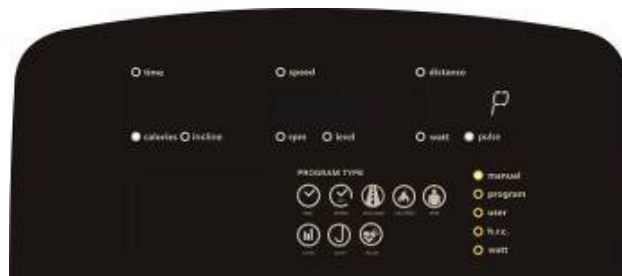 time speed distance
P
calories incline rpm level watt pulse
PROGRAM TYPE
manual
program
user
h.r.c.
watt